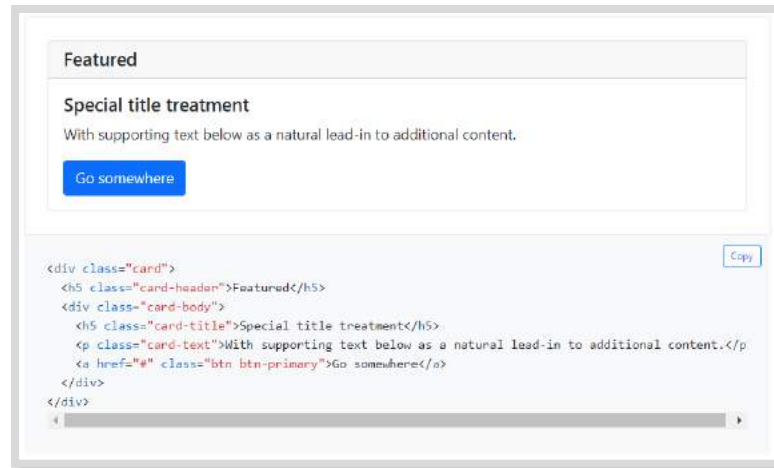 Featured
Special title treatment
With supporting text below as a natural lead-in to additional content.
Go somewhere
Copy
<div class="card">
  <h5 class="card-header">Featured</h5>
  <div class="card-body">
    <h5 class="card-title">Special title treatment</h5>
    <p class="card-text">With supporting text below as a natural lead-in to additional content.</p
    <a href="#" class="btn btn-primary">Go somewhere</a>
  </div>
</div>